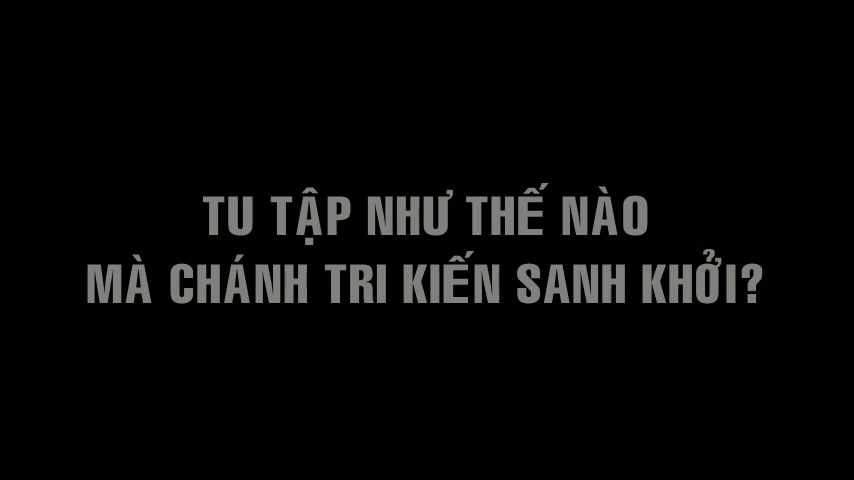 TU TẬP NHƯ THẾ NÀO
MÀ CHÁNH TRI KIẾN SANH KHỞI?